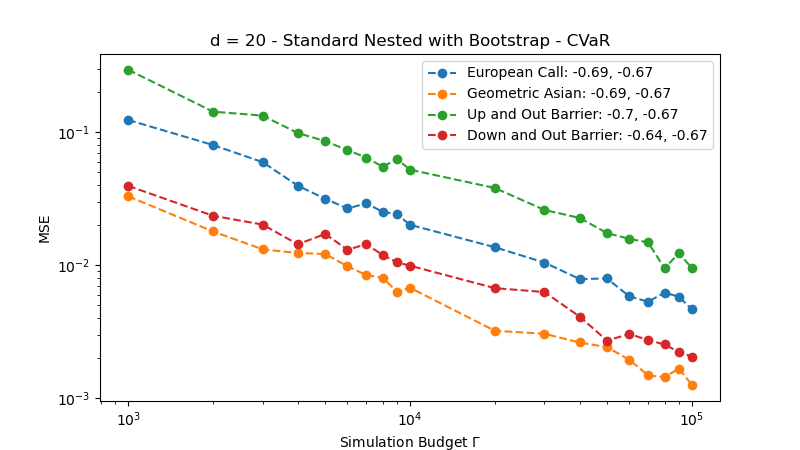 d = 20 - Standard Nested with Bootstrap - CVaR
European Call: -0.69, -0.67
Geometric Asian: -0.69, -0.67
Up and Out Barrier: -0.7, -0.67
Down and Out Barrier: -0.64, -0.67
MSE
10⁻¹
10⁻²
10⁻³
10³ 10⁴ 10⁵
Simulation Budget Γ